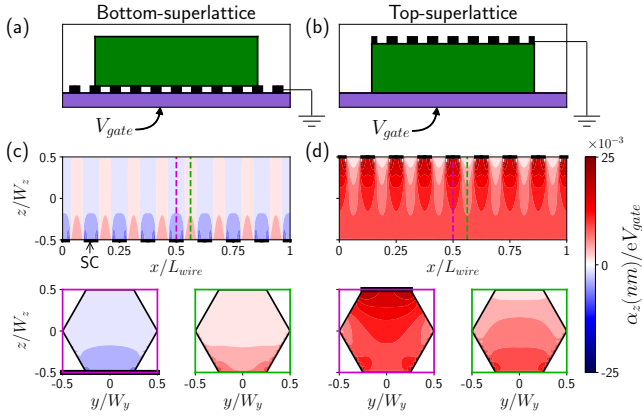 Bottom-superlattice
Top-superlattice
(a)
(b)
V_gate
V_gate
(c)
(d)
×10⁻³
0.5
0
-0.5
z/W_z
0 0.25 0.5 0.75 1
SC
x/L_wire
0 0.25 0.5 0.75 1
x/L_wire
25
0
-25
α_z(nm)/eV_gate
0.5
0
-0.5
z/W_z
-0.5 0 0.5
y/W_y
-0.5 0 0.5
y/W_y
-0.5 0 0.5
y/W_y
-0.5 0 0.5
y/W_y